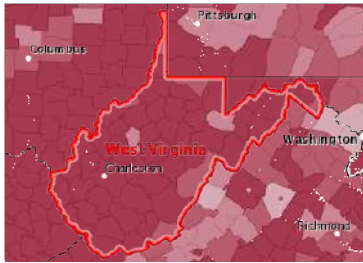 Pittsburgh
Columbus
Washington
West Virginia
Charleston
Richmond